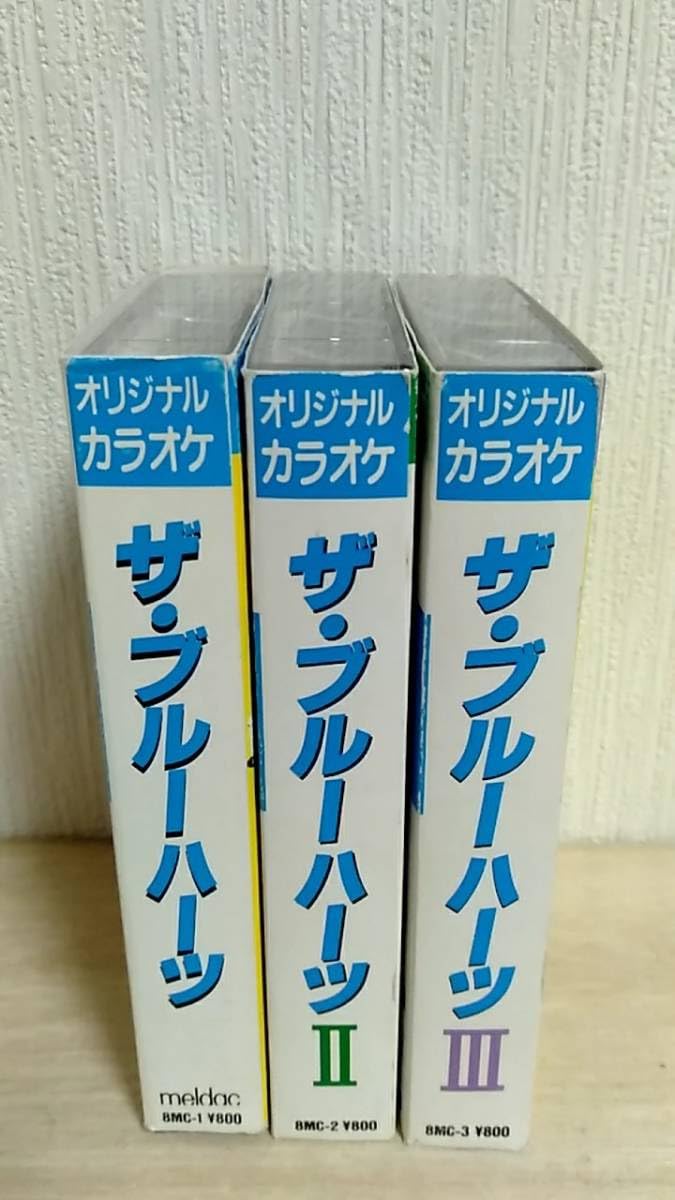 オリジナル
カラオケ
ザ・ブルーハーツ
meldac
8MC-1 ¥800
オリジナル
カラオケ
ザ・ブルーハーツ
II
8MC-2 ¥800
オリジナル
カラオケ
ザ・ブルーハーツ
III
8MC-3 ¥800